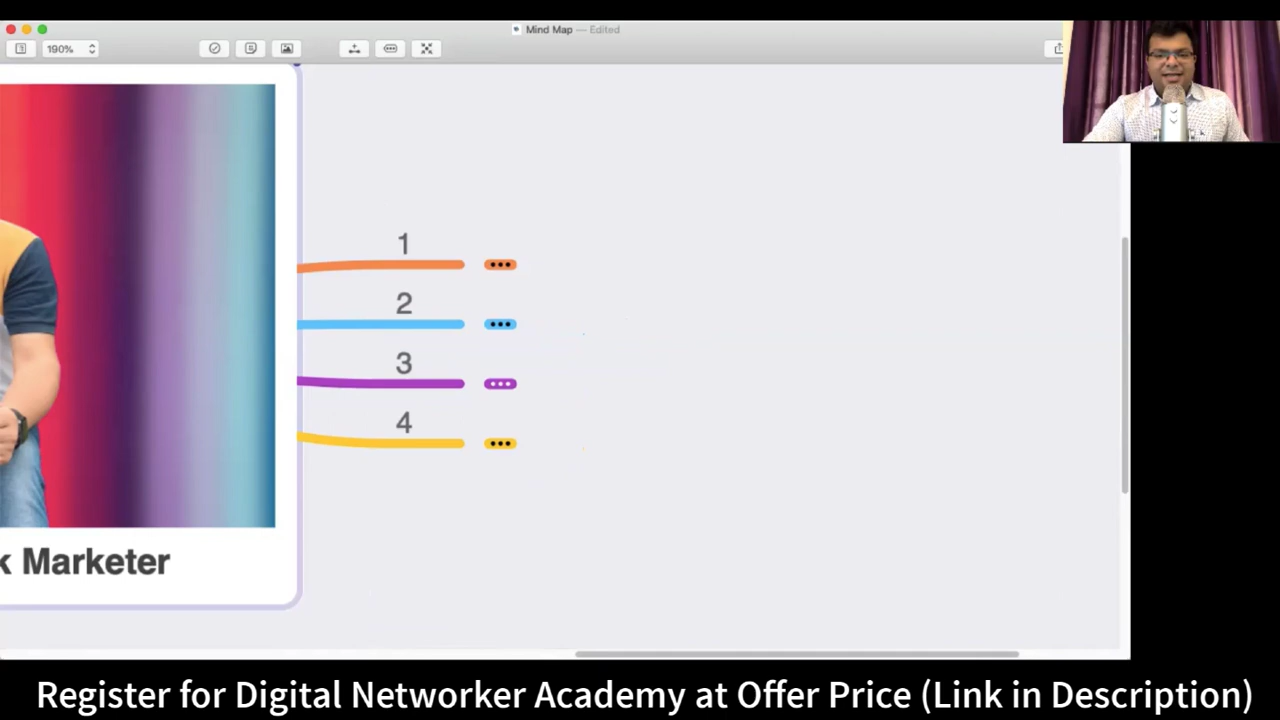 Mind Map — Edited
190%
1
2
3
4
k Marketer
Register for Digital Networker Academy at Offer Price (Link in Description)